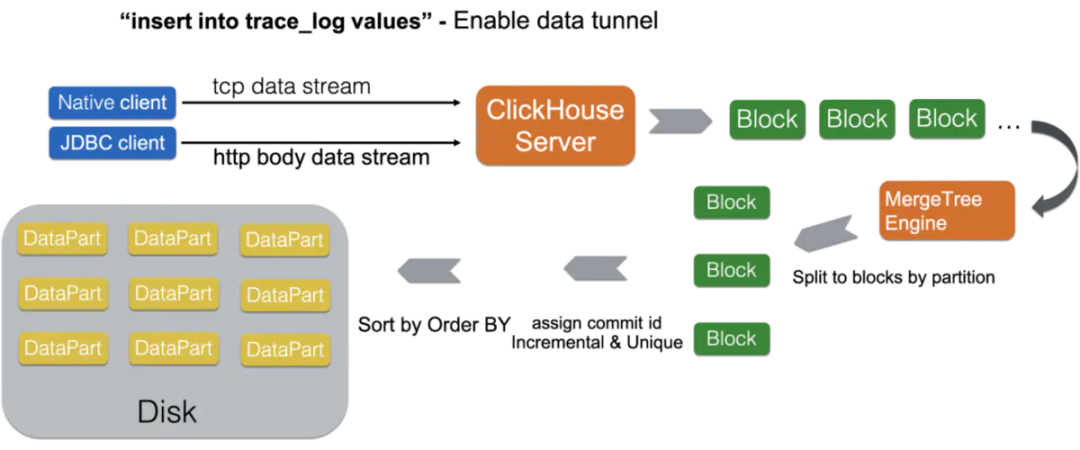 “insert into trace_log values” - Enable data tunnel
tcp data stream
Native client
JDBC client
http body data stream
ClickHouse
Server
Block
Block
Block
...
MergeTree
Engine
Split to blocks by partition
Block
Block
Block
assign commit id
Incremental & Unique
Sort by Order BY
DataPart DataPart DataPart
DataPart DataPart DataPart
DataPart DataPart DataPart
Disk